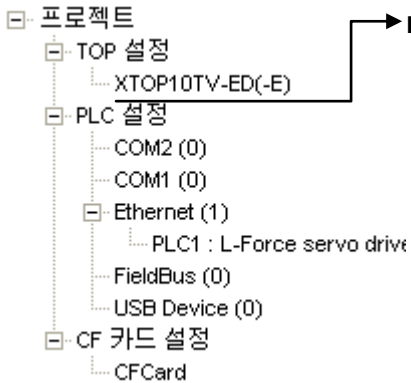 프로젝트
TOP 설정
XTOP10TV-ED(-E)
PLC 설정
COM2 (0)
COM1 (0)
Ethernet (1)
PLC1 : L-Force servo drive
FieldBus (0)
USB Device (0)
CF 카드 설정
CFCard